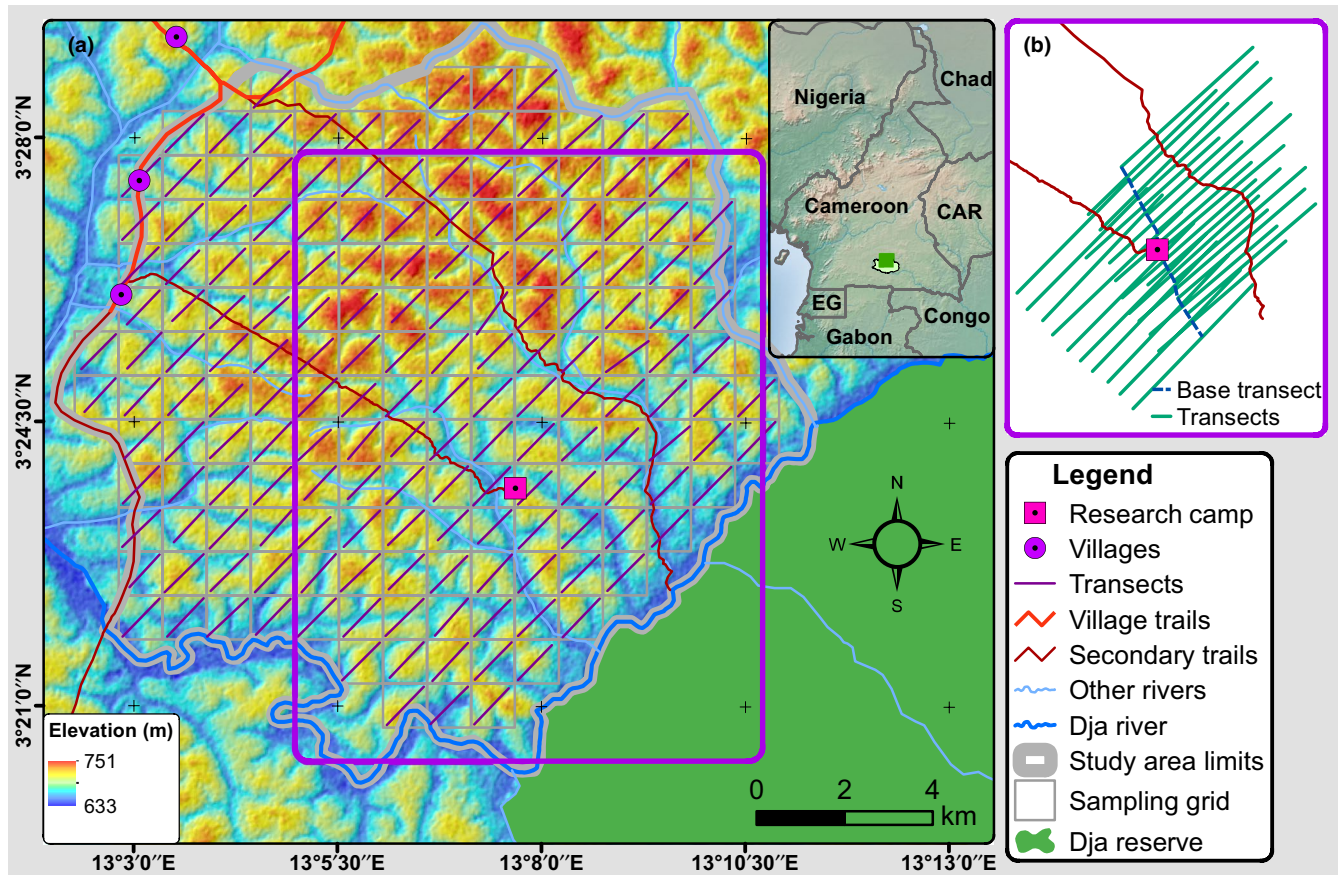 (a)
3°28'0"N
3°24'30"N
3°21'0"N
13°3'0"E
13°5'30"E
13°8'0"E
13°10'30"E
13°13'0"E
Elevation (m)
751
633
N
W
E
S
0
2
4
km
Chad
Nigeria
Cameroon
CAR
EG
Congo
Gabon
(b)
Base transect
Transects
Legend
Research camp
Villages
Transects
Village trails
Secondary trails
Other rivers
Dja river
Study area limits
Sampling grid
Dja reserve